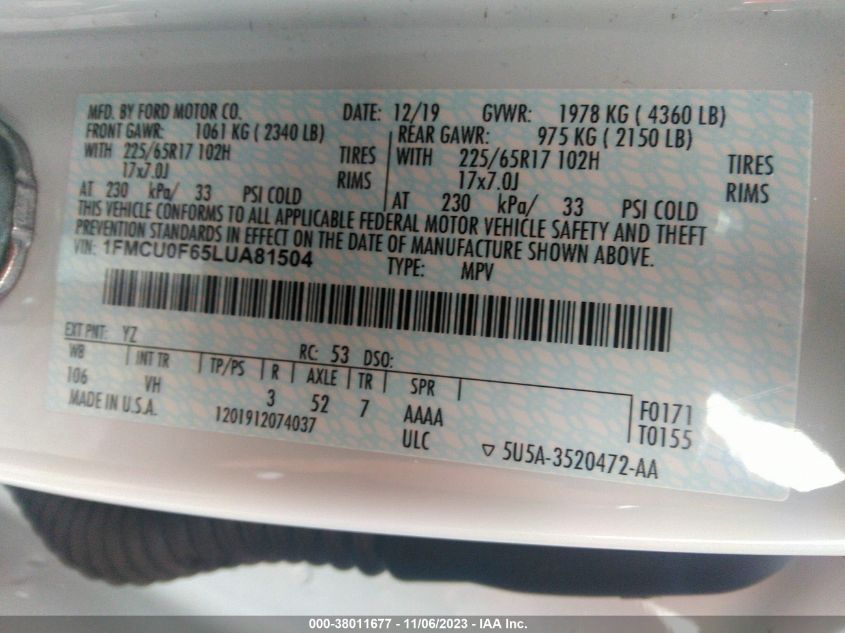 MFD. BY FORD MOTOR CO. DATE: 12/19 GVWR: 1978 KG ( 4360 LB)
FRONT GAWR: 1061 KG ( 2340 LB) REAR GAWR: 975 KG ( 2150 LB)
WITH 225/65R17 102H TIRES WITH 225/65R17 102H TIRES
17x7.0J RIMS 17x7.0J RIMS
AT 230 kPa/ 33 PSI COLD AT 230 kPa/ 33 PSI COLD
THIS VEHICLE CONFORMS TO ALL APPLICABLE FEDERAL MOTOR VEHICLE SAFETY AND THEFT
PREVENTION STANDARDS IN EFFECT ON THE DATE OF MANUFACTURE SHOWN ABOVE.
VIN: 1FMCU0F65LUA81504 TYPE: MPV
EXT PNT: YZ RC: 53 DSO:
WB INT TR TP/PS R AXLE TR SPR
106 VH 3 52 7 AAAA F0171
MADE IN U.S.A. 1201912074037 ULC T0155
5U5A-3520472-AA
000-38011677 - 11/06/2023 - IAA Inc.